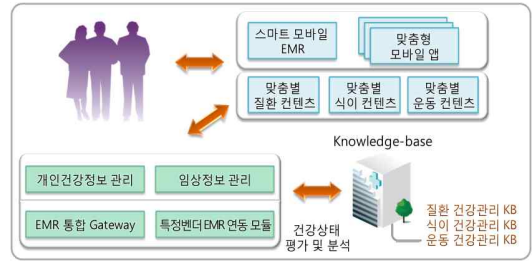 스마트 모바일
EMR
맞춤형
모바일 앱
맞춤별
질환 컨텐츠
맞춤별
식이 컨텐츠
맞춤별
운동 컨텐츠
Knowledge-base
개인건강정보 관리
임상정보 관리
EMR 통합 Gateway
특정벤더 EMR 연동 모듈
건강상태
평가 및 분석
질환 건강관리 KB
식이 건강관리 KB
운동 건강관리 KB